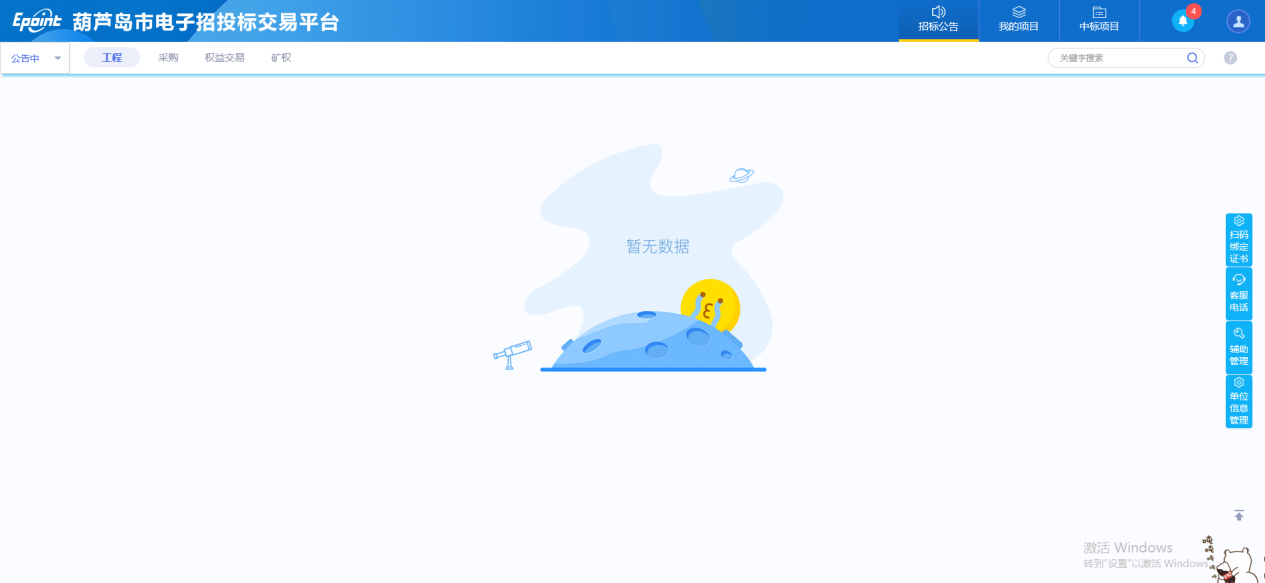 Epoint 葫芦岛市电子招投标交易平台
招标公告
我的项目
中标项目
4
公告中
工程
采购
权益交易
矿权
关键字搜索
?
暂无数据
扫码
绑定
证书
客服
电话
辅助
管理
单位
信息
管理
激活 Windows
转到"设置"以激活 Windows。
吨
吨
吨